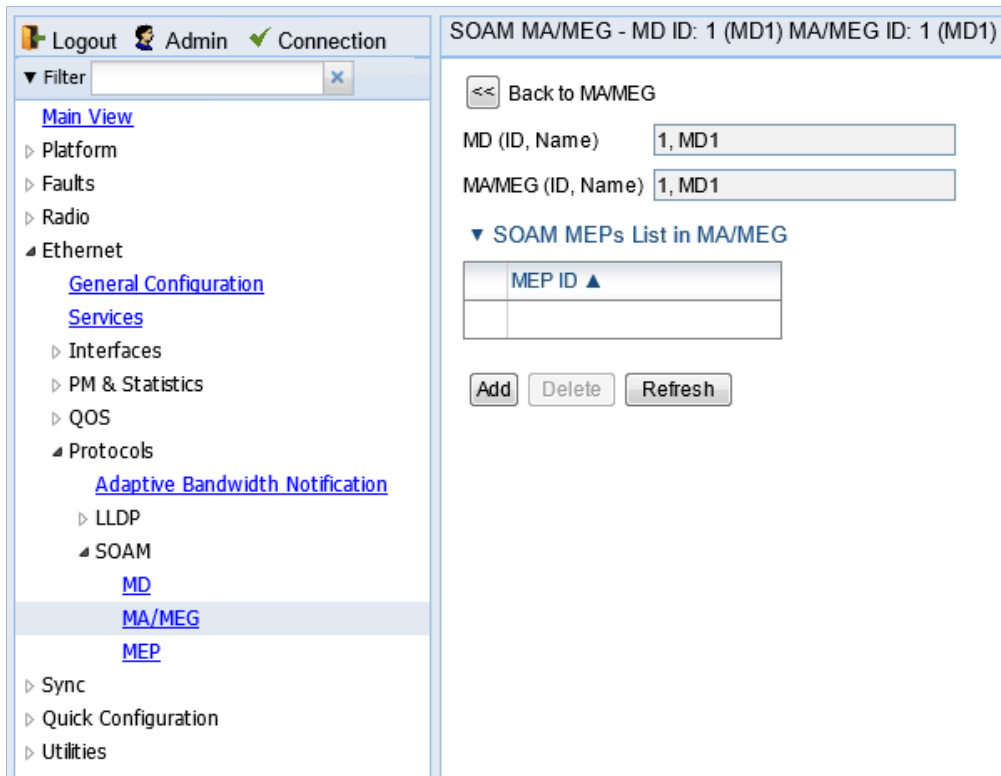 Logout Admin Connection
▼ Filter
Main View
Platform
Faults
Radio
Ethernet
General Configuration
Services
Interfaces
PM & Statistics
QOS
Protocols
Adaptive Bandwidth Notification
LLDP
SOAM
MD
MA/MEG
MEP
Sync
Quick Configuration
Utilities
SOAM MA/MEG - MD ID: 1 (MD1) MA/MEG ID: 1 (MD1)
<< Back to MA/MEG
MD (ID, Name) 1, MD1
MA/MEG (ID, Name) 1, MD1
▼ SOAM MEPs List in MA/MEG
MEP ID ▲
Add Delete Refresh